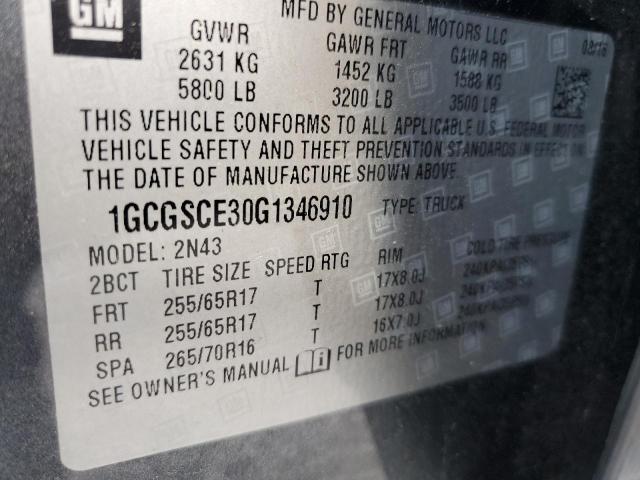 GM
MFD BY GENERAL MOTORS LLC
GVWR GAWR FRT GAWR RR
2631 KG 1452 KG 1588 KG
5800 LB 3200 LB 3500 LB
THIS VEHICLE CONFORMS TO ALL APPLICABLE U.S. FEDERAL MOTOR
VEHICLE SAFETY AND THEFT PREVENTION STANDARDS IN EFFECT ON
THE DATE OF MANUFACTURE SHOWN ABOVE.
1GCGSCE30G1346910 TYPE: TRUCK
MODEL: 2N43
2BCT TIRE SIZE SPEED RTG RIM COLD TIRE PRESSURE
FRT 255/65R17 T 17X8.0J
RR 255/65R17 T 17X8.0J
SPA 265/70R16 T 16X7.0J
SEE OWNER'S MANUAL FOR MORE INFORMATION